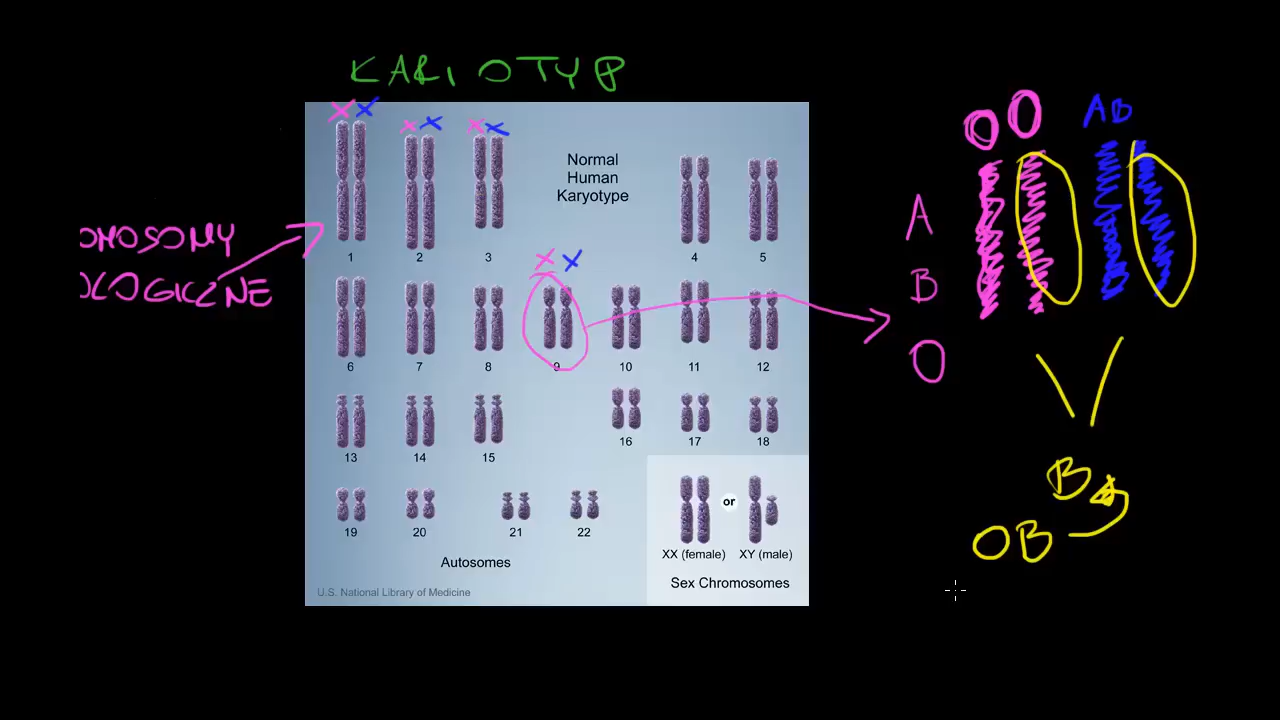 KARIOTYP
Normal
Human
Karyotype
OMOSOMY
OLOGICZNE
1 2 3 4 5
6 7 8 9 10 11 12
13 14 15 16 17 18
19 20 21 22
or
XX (female) XY (male)
Autosomes
Sex Chromosomes
U.S. National Library of Medicine
O O AB
A
B
O
B
OB